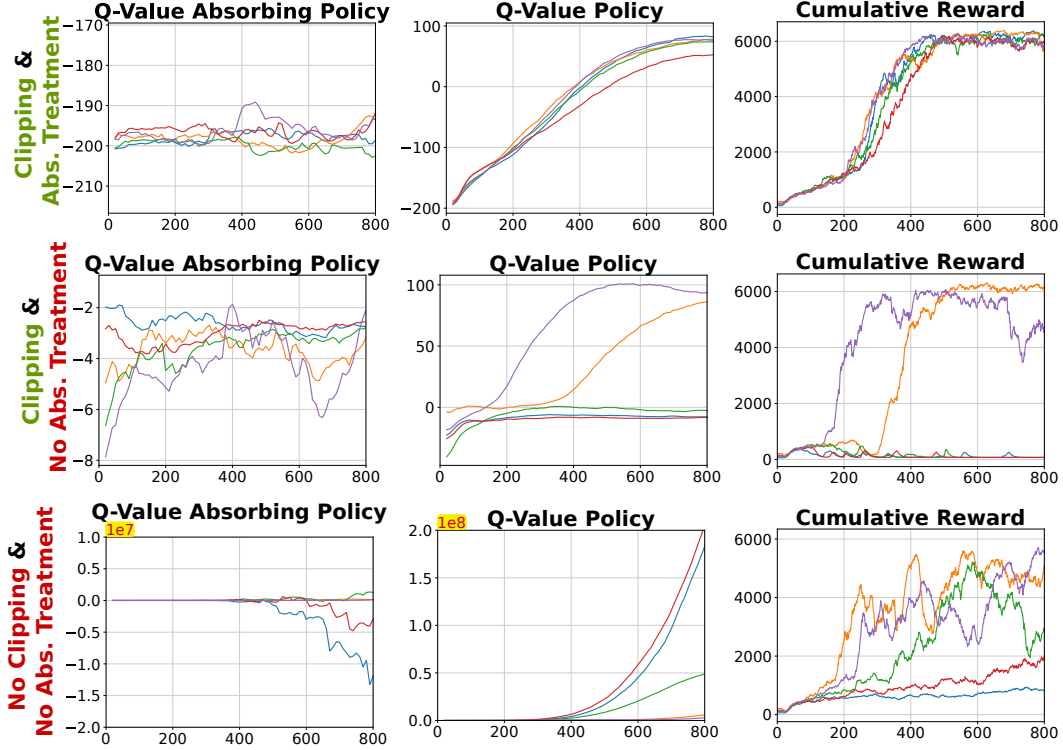 Q-Value Absorbing Policy
Q-Value Policy
Cumulative Reward
Clipping &
Abs. Treatment
−170
−180
−190
−200
−210
0 200 400 600 800
100
0
−100
−200
0 200 400 600 800
6000
4000
2000
0
0 200 400 600 800
Q-Value Absorbing Policy
Q-Value Policy
Cumulative Reward
Clipping &
No Abs. Treatment
−2
−4
−6
−8
0 200 400 600 800
100
50
0
0 200 400 600 800
6000
4000
2000
0
0 200 400 600 800
Q-Value Absorbing Policy
Q-Value Policy
Cumulative Reward
No Clipping &
No Abs. Treatment
1e7
1.0
0.5
0.0
−0.5
−1.0
−1.5
−2.0
0 200 400 600 800
1e8
2.0
1.5
1.0
0.5
0.0
0 200 400 600 800
6000
4000
2000
0
0 200 400 600 800